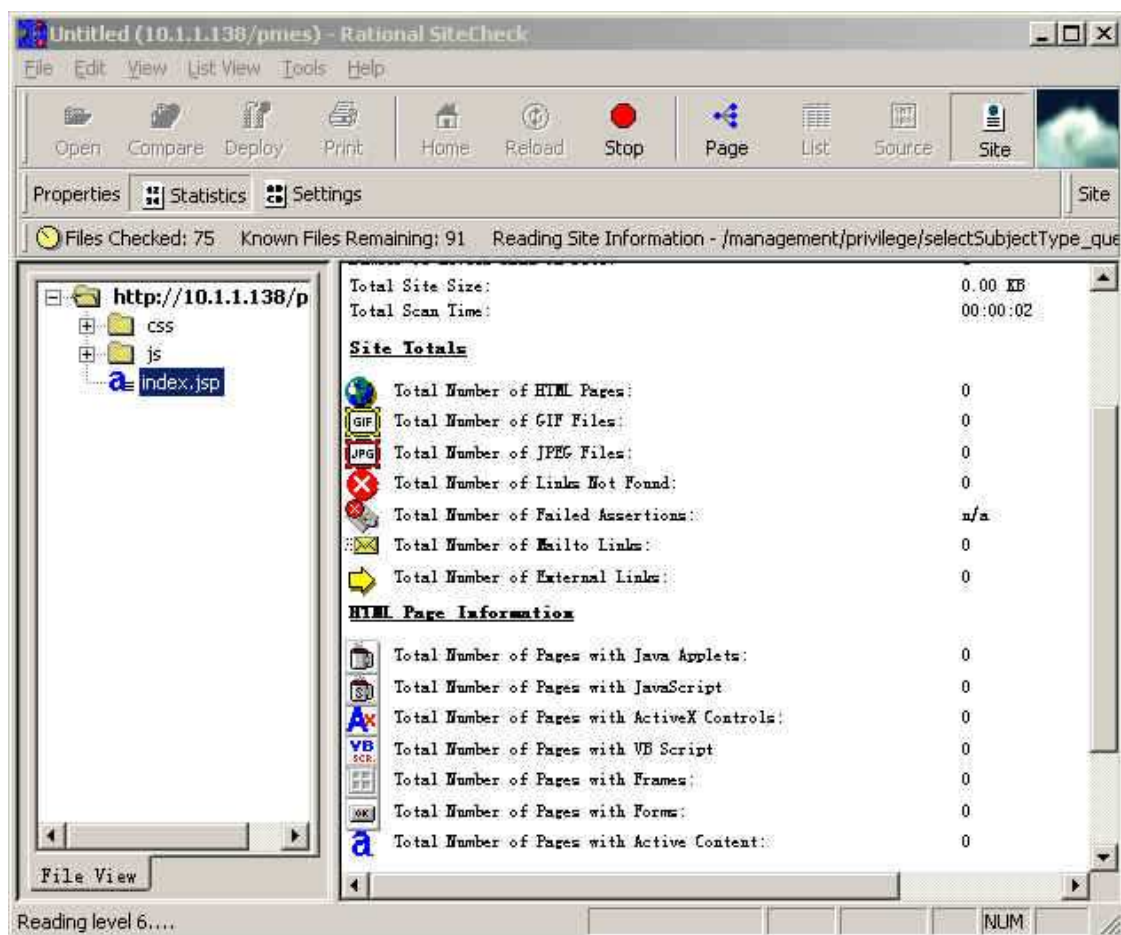 Untitled (10.1.1.138/pmes) - Rational SiteCheck
File Edit View List View Tools Help
Open Compare Deploy Print Home Reload Stop Page List Source Site
Properties Statistics Settings Site
Files Checked: 75 Known Files Remaining: 91 Reading Site Information - /management/privilege/selectSubjectType_que
http://10.1.1.138/p
css
js
a index.jsp
Total Site Size: 0.00 KB
Total Scan Time: 00:00:02
Site Totals
Total Number of HTML Pages: 0
GIF Total Number of GIF Files: 0
JPG Total Number of JPEG Files: 0
Total Number of Links Not Found: 0
Total Number of Failed Assertions: n/a
Total Number of Mailto Links: 0
Total Number of External Links: 0
HTML Page Information
Total Number of Pages with Java Applets: 0
Total Number of Pages with JavaScript 0
Ax Total Number of Pages with ActiveX Controls: 0
VB SCR. Total Number of Pages with VB Script 0
Total Number of Pages with Frames: 0
OK Total Number of Pages with Forms: 0
a Total Number of Pages with Active Content: 0
File View
Reading level 6.... NUM